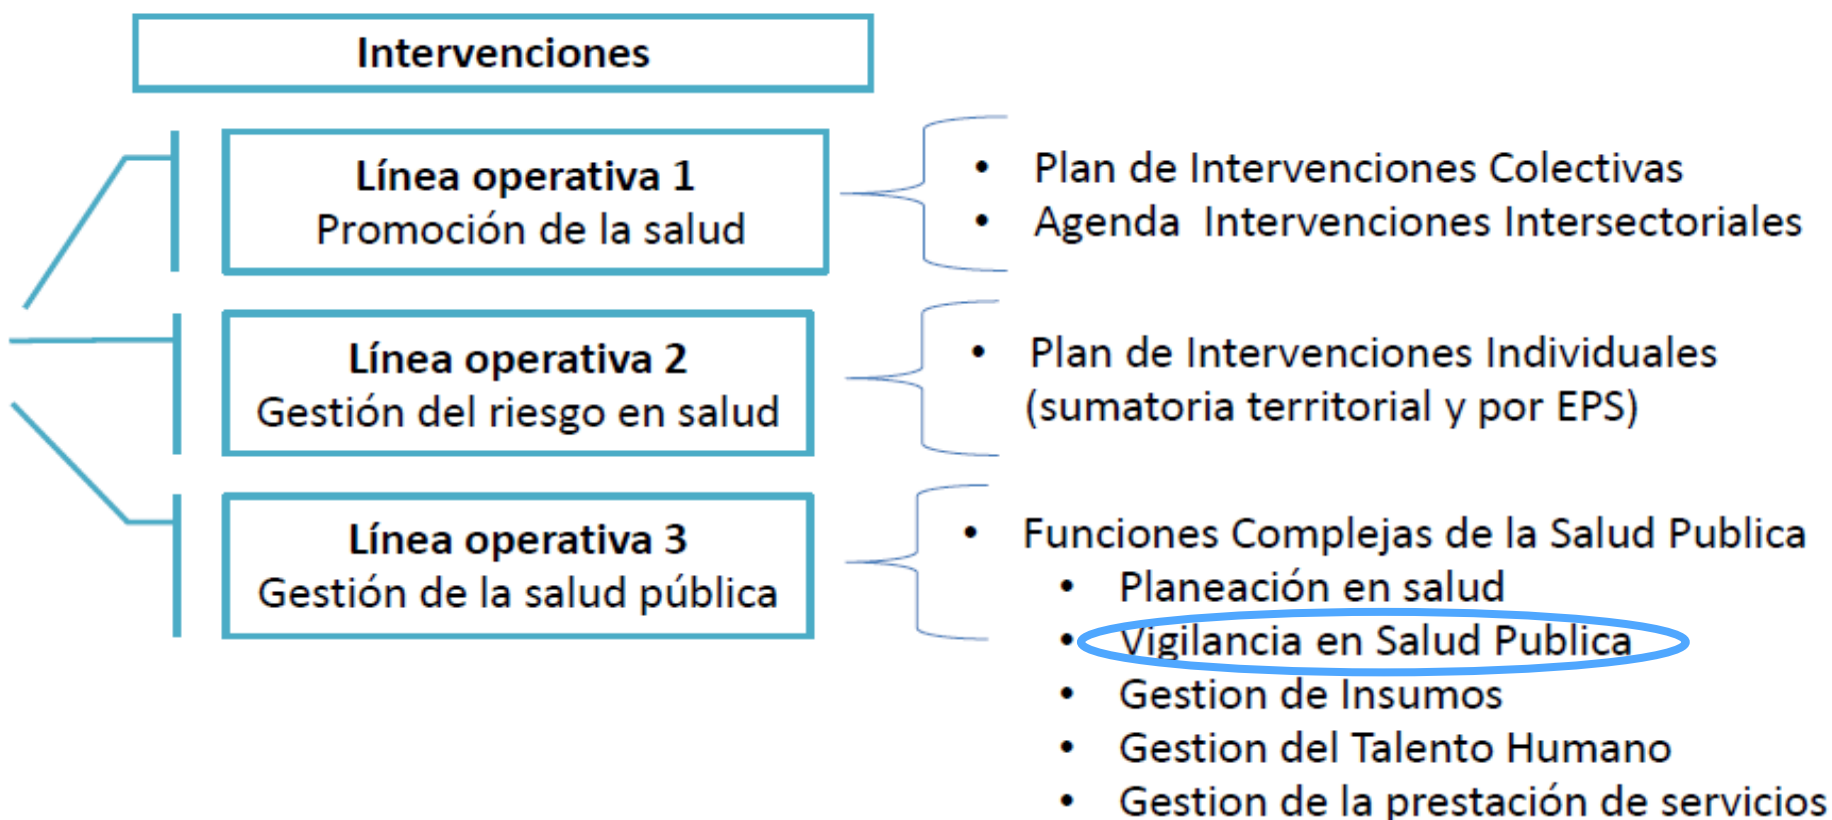 Intervenciones
Línea operativa 1
Promoción de la salud
• Plan de Intervenciones Colectivas
• Agenda Intervenciones Intersectoriales
Línea operativa 2
Gestión del riesgo en salud
• Plan de Intervenciones Individuales
(sumatoria territorial y por EPS)
Línea operativa 3
Gestión de la salud pública
• Funciones Complejas de la Salud Publica
• Planeación en salud
• Vigilancia en Salud Publica
• Gestion de Insumos
• Gestion del Talento Humano
• Gestion de la prestación de servicios